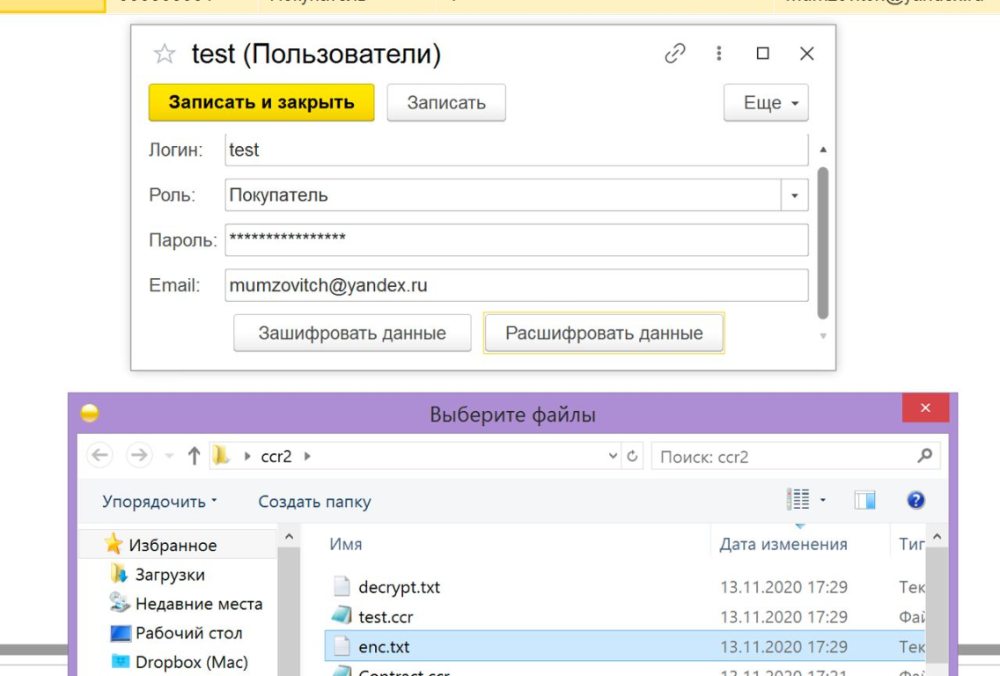 test (Пользователи)
Записать и закрыть Записать Еще
Логин: test
Роль: Покупатель
Пароль: ****************
Email: mumzovitch@yandex.ru
Зашифровать данные Расшифровать данные
Выберите файлы
ccr2 Поиск: ccr2
Упорядочить Создать папку
Избранное Имя Дата изменения Тип
Загрузки
decrypt.txt 13.11.2020 17:29 Тек
Недавние места
test.ccr 13.11.2020 17:29 Фай
Рабочий стол
enc.txt 13.11.2020 17:29 Тек
Dropbox (Mac)